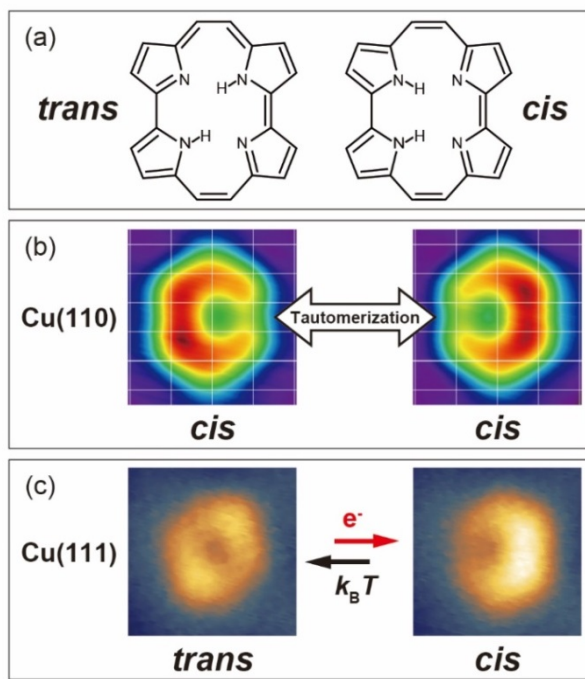 (a)
trans
cis
N
N
H
N
H
N
N
H
N
N
H
N
(b)
Cu(110)
Tautomerization
cis
cis
(c)
Cu(111)
e-
kBT
trans
cis